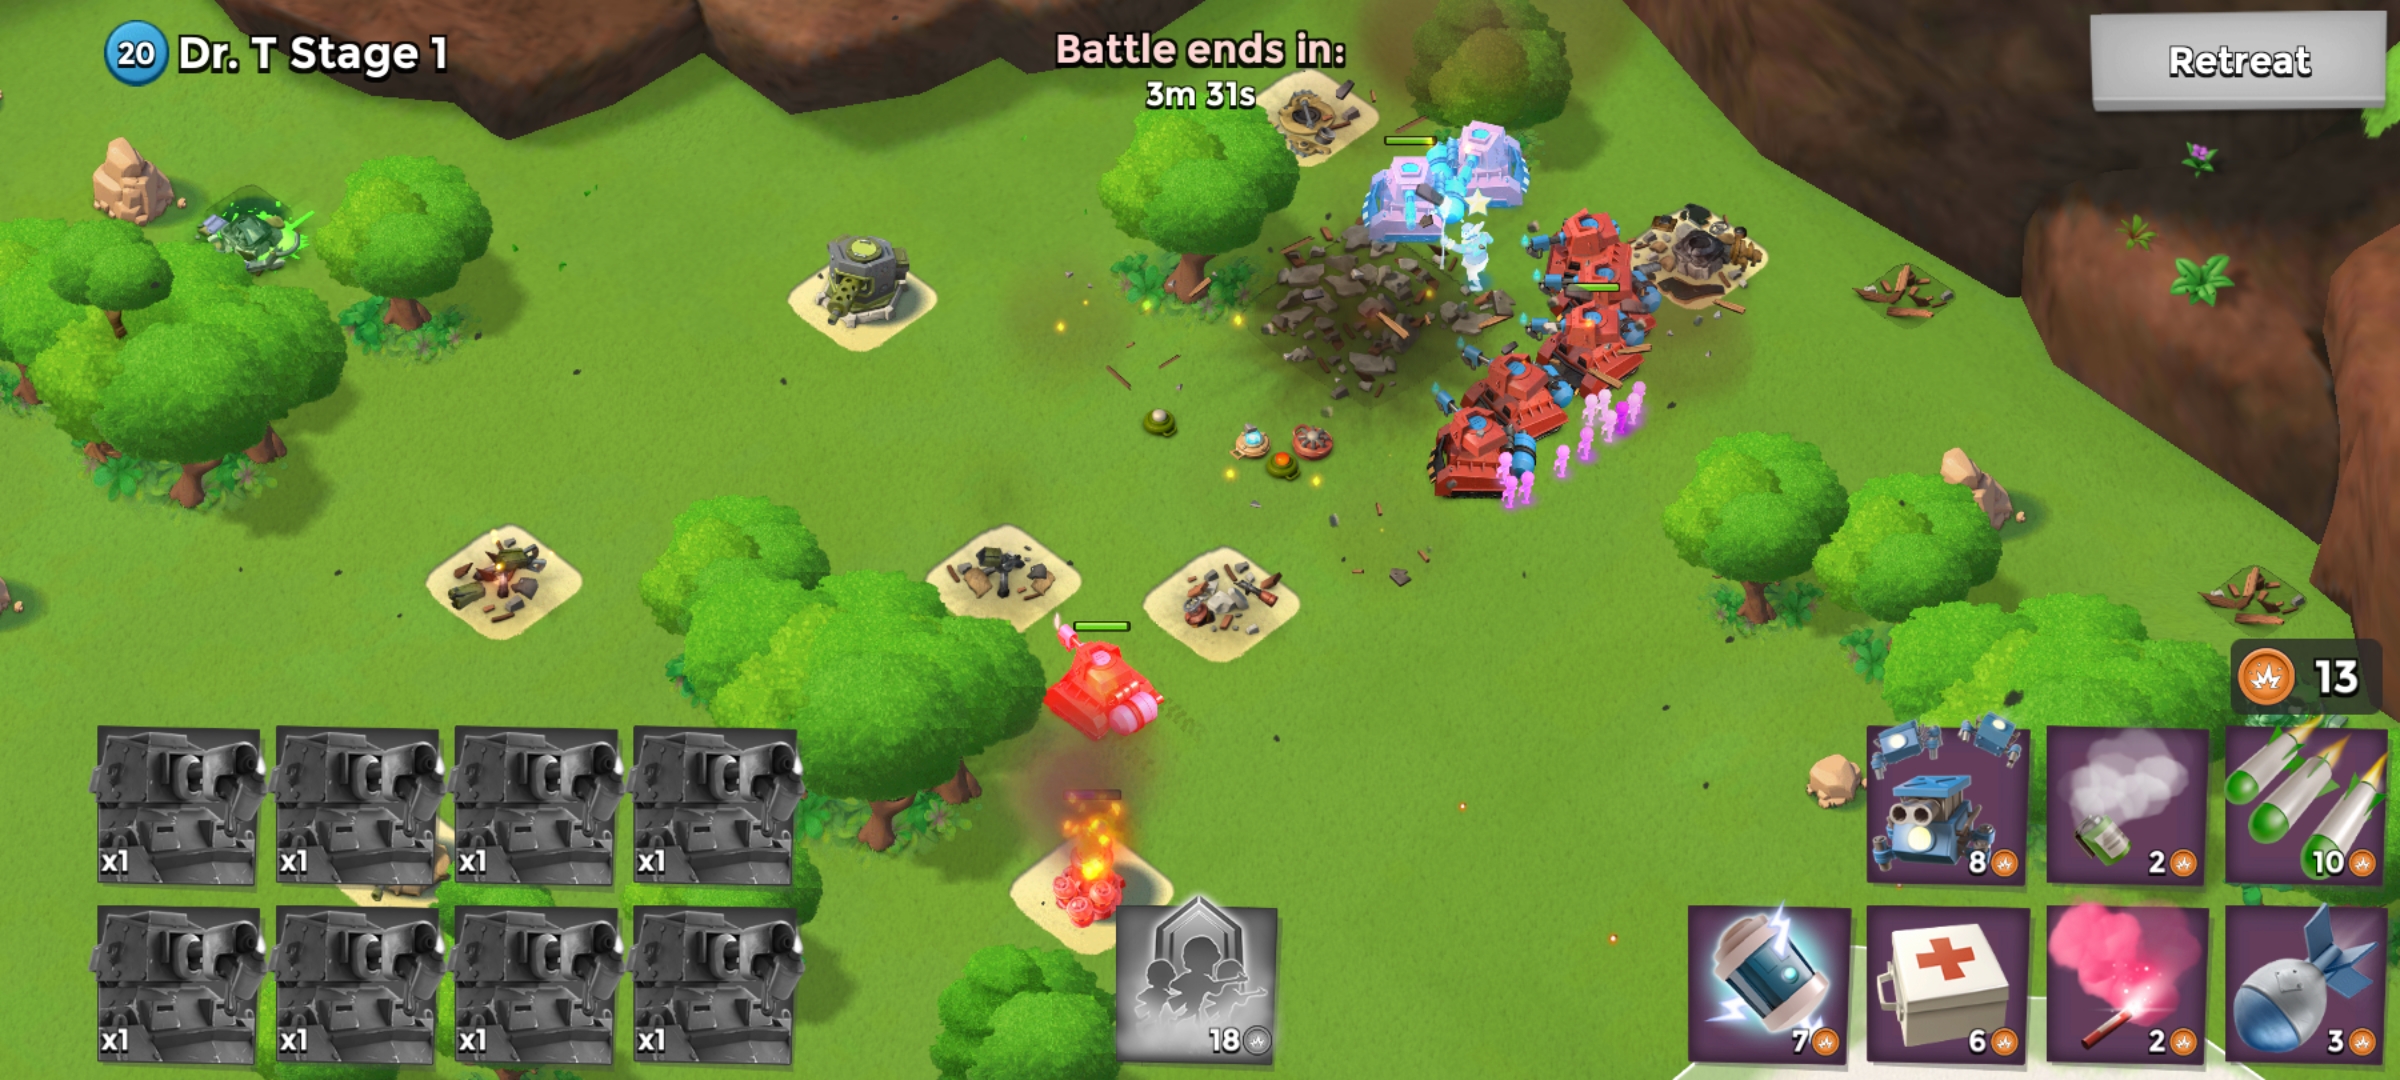 20 Dr. T Stage 1
Battle ends in:
3m 31s
Retreat
13
x1 x1 x1 x1
8 2 10
x1 x1 x1 x1
18
7 6 2 3